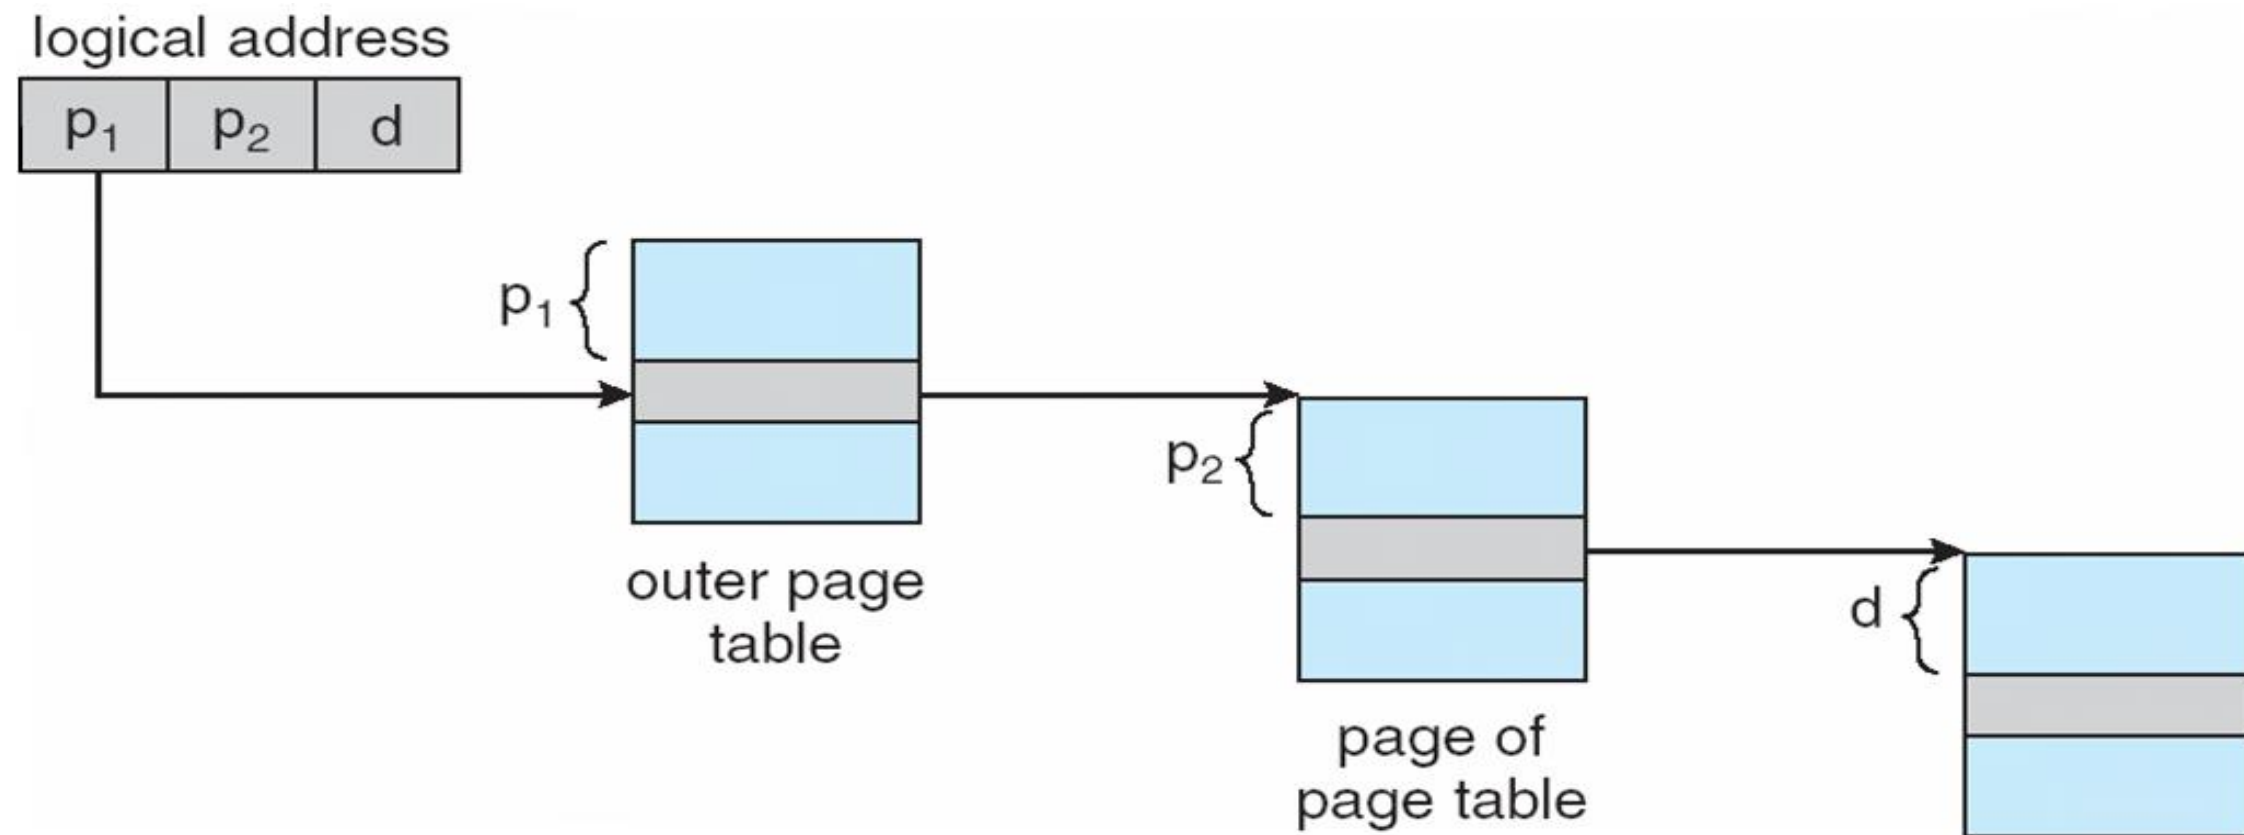 logical address
p₁ p₂ d
p₁
outer page
table
p₂
page of
page table
d